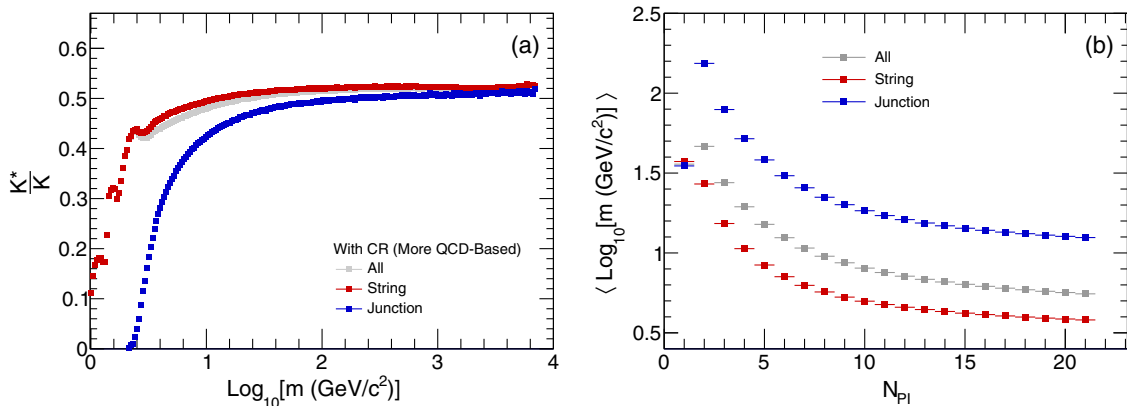 (a)
0.6
0.5
0.4
0.3
0.2
0.1
0
K*
K
With CR (More QCD-Based)
All
String
Junction
0 1 2 3 4
Log10[m (GeV/c2)]
(b)
2.5
2
1.5
1
0.5
⟨ Log10[m (GeV/c2)] ⟩
All
String
Junction
0 5 10 15 20
NPI